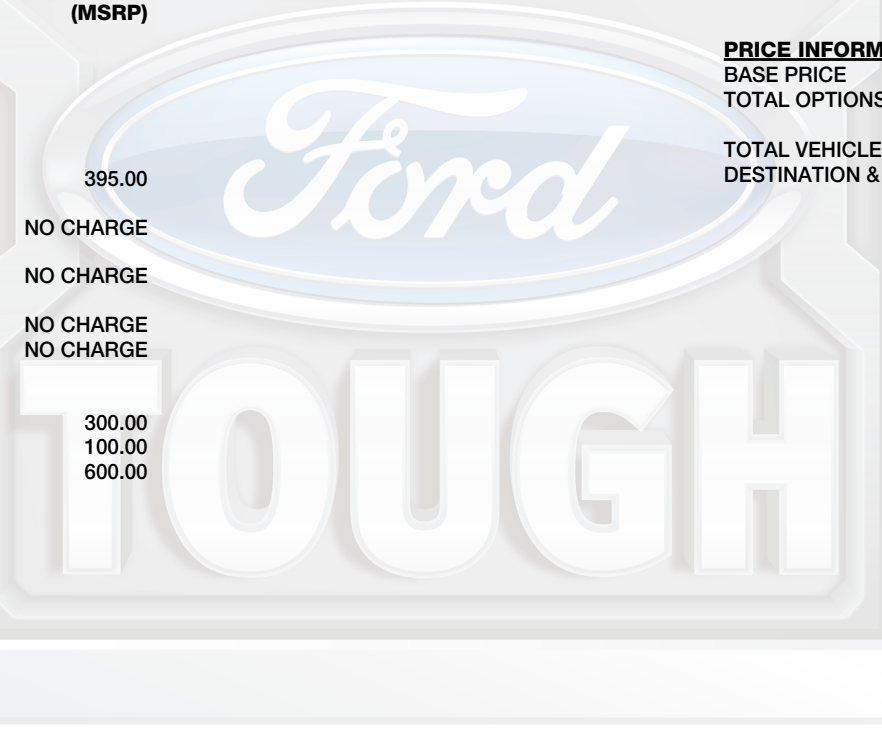 (MSRP)
395.00
NO CHARGE
NO CHARGE
NO CHARGE
NO CHARGE
300.00
100.00
600.00
PRICE INFORM
BASE PRICE
TOTAL OPTIONS
TOTAL VEHICLE
DESTINATION &
Ford
TOUGH